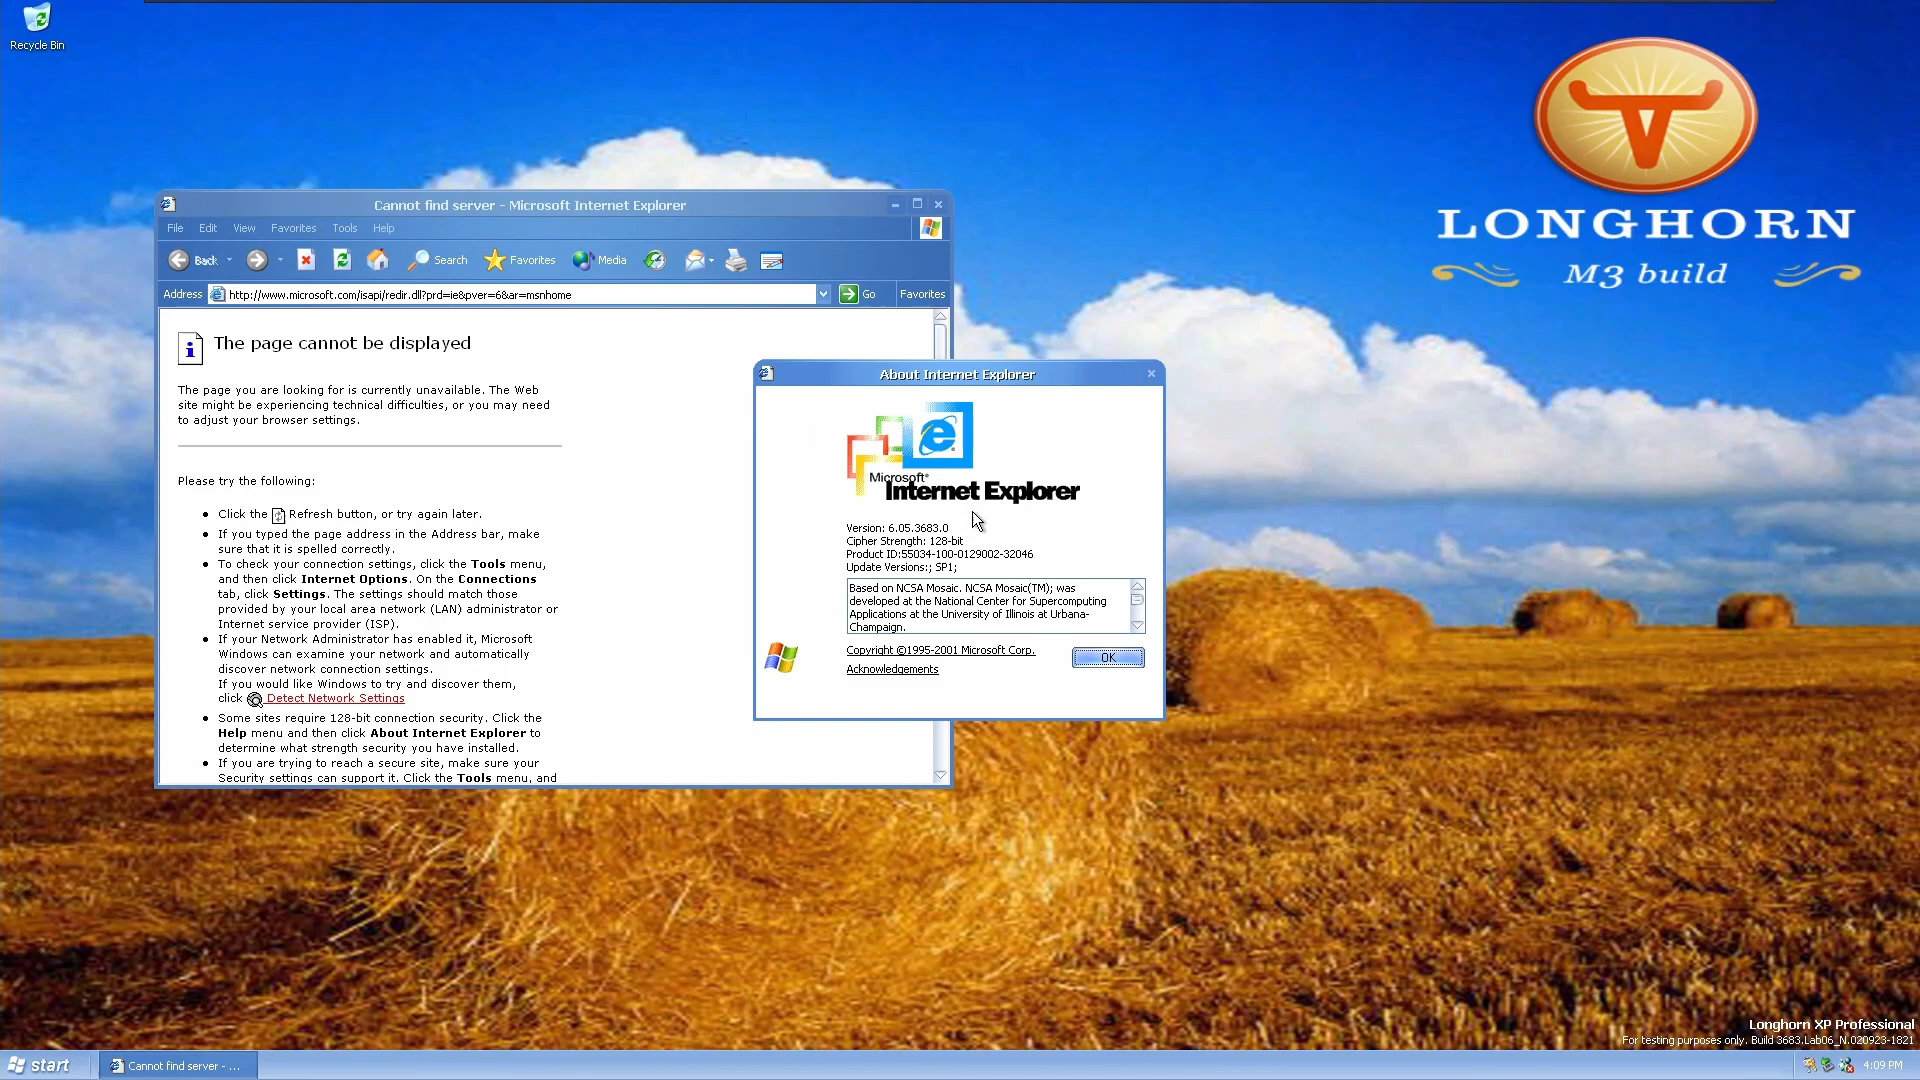 Recycle Bin
LONGHORN
M3 build
Cannot find server - Microsoft Internet Explorer
File Edit View Favorites Tools Help
Back Search Favorites Media
Address http://www.microsoft.com/isapi/redir.dll?prd=ie&pver=6&ar=msnhome Go Favorites
The page cannot be displayed
The page you are looking for is currently unavailable. The Web
site might be experiencing technical difficulties, or you may need
to adjust your browser settings.
Please try the following:
Click the Refresh button, or try again later.
If you typed the page address in the Address bar, make
sure that it is spelled correctly.
To check your connection settings, click the Tools menu,
and then click Internet Options. On the Connections
tab, click Settings. The settings should match those
provided by your local area network (LAN) administrator or
Internet service provider (ISP).
If your Network Administrator has enabled it, Microsoft
Windows can examine your network and automatically
discover network connection settings.
If you would like Windows to try and discover them,
click Detect Network Settings
Some sites require 128-bit connection security. Click the
Help menu and then click About Internet Explorer to
determine what strength security you have installed.
If you are trying to reach a secure site, make sure your
Security settings can support it. Click the Tools menu, and
About Internet Explorer
Microsoft®
Internet Explorer
Version: 6.05.3683.0
Cipher Strength: 128-bit
Product ID:55034-100-0129002-32046
Update Versions:; SP1;
Based on NCSA Mosaic. NCSA Mosaic(TM); was
developed at the National Center for Supercomputing
Applications at the University of Illinois at Urbana-
Champaign.
Copyright ©1995-2001 Microsoft Corp.
OK
Acknowledgements
Longhorn XP Professional
For testing purposes only. Build 3683.Lab06_N.020923-1821
start
Cannot find server - ...
4:09 PM